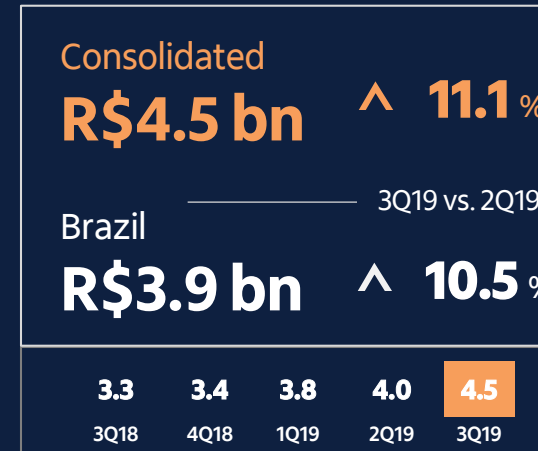 Consolidated
R$4.5 bn 11.1 %
3Q19 vs. 2Q19
Brazil
R$3.9 bn 10.5 %
3.3 3.4 3.8 4.0 4.5
3Q18 4Q18 1Q19 2Q19 3Q19